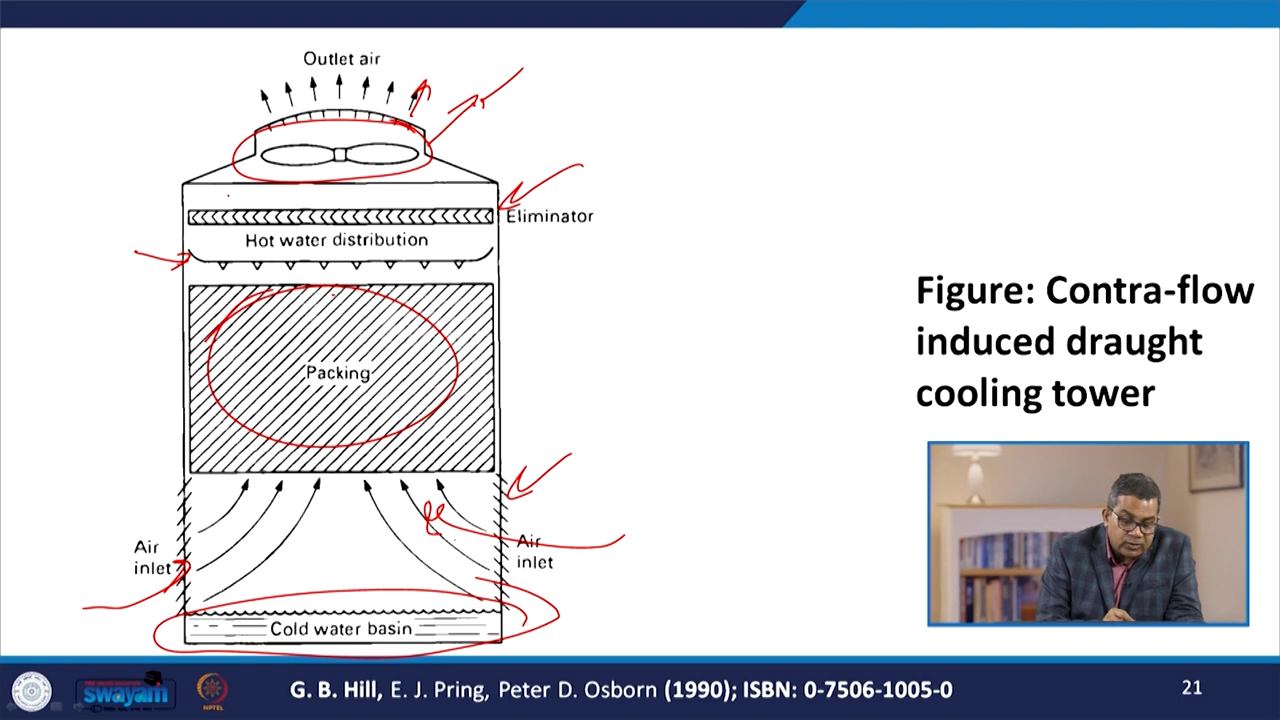 Outlet air
Eliminator
Hot water distribution
Packing
Air
inlet
Air
inlet
Cold water basin
Figure: Contra-flow
induced draught
cooling tower
swayam
NPTEL
G. B. Hill, E. J. Pring, Peter D. Osborn (1990); ISBN: 0-7506-1005-0
21